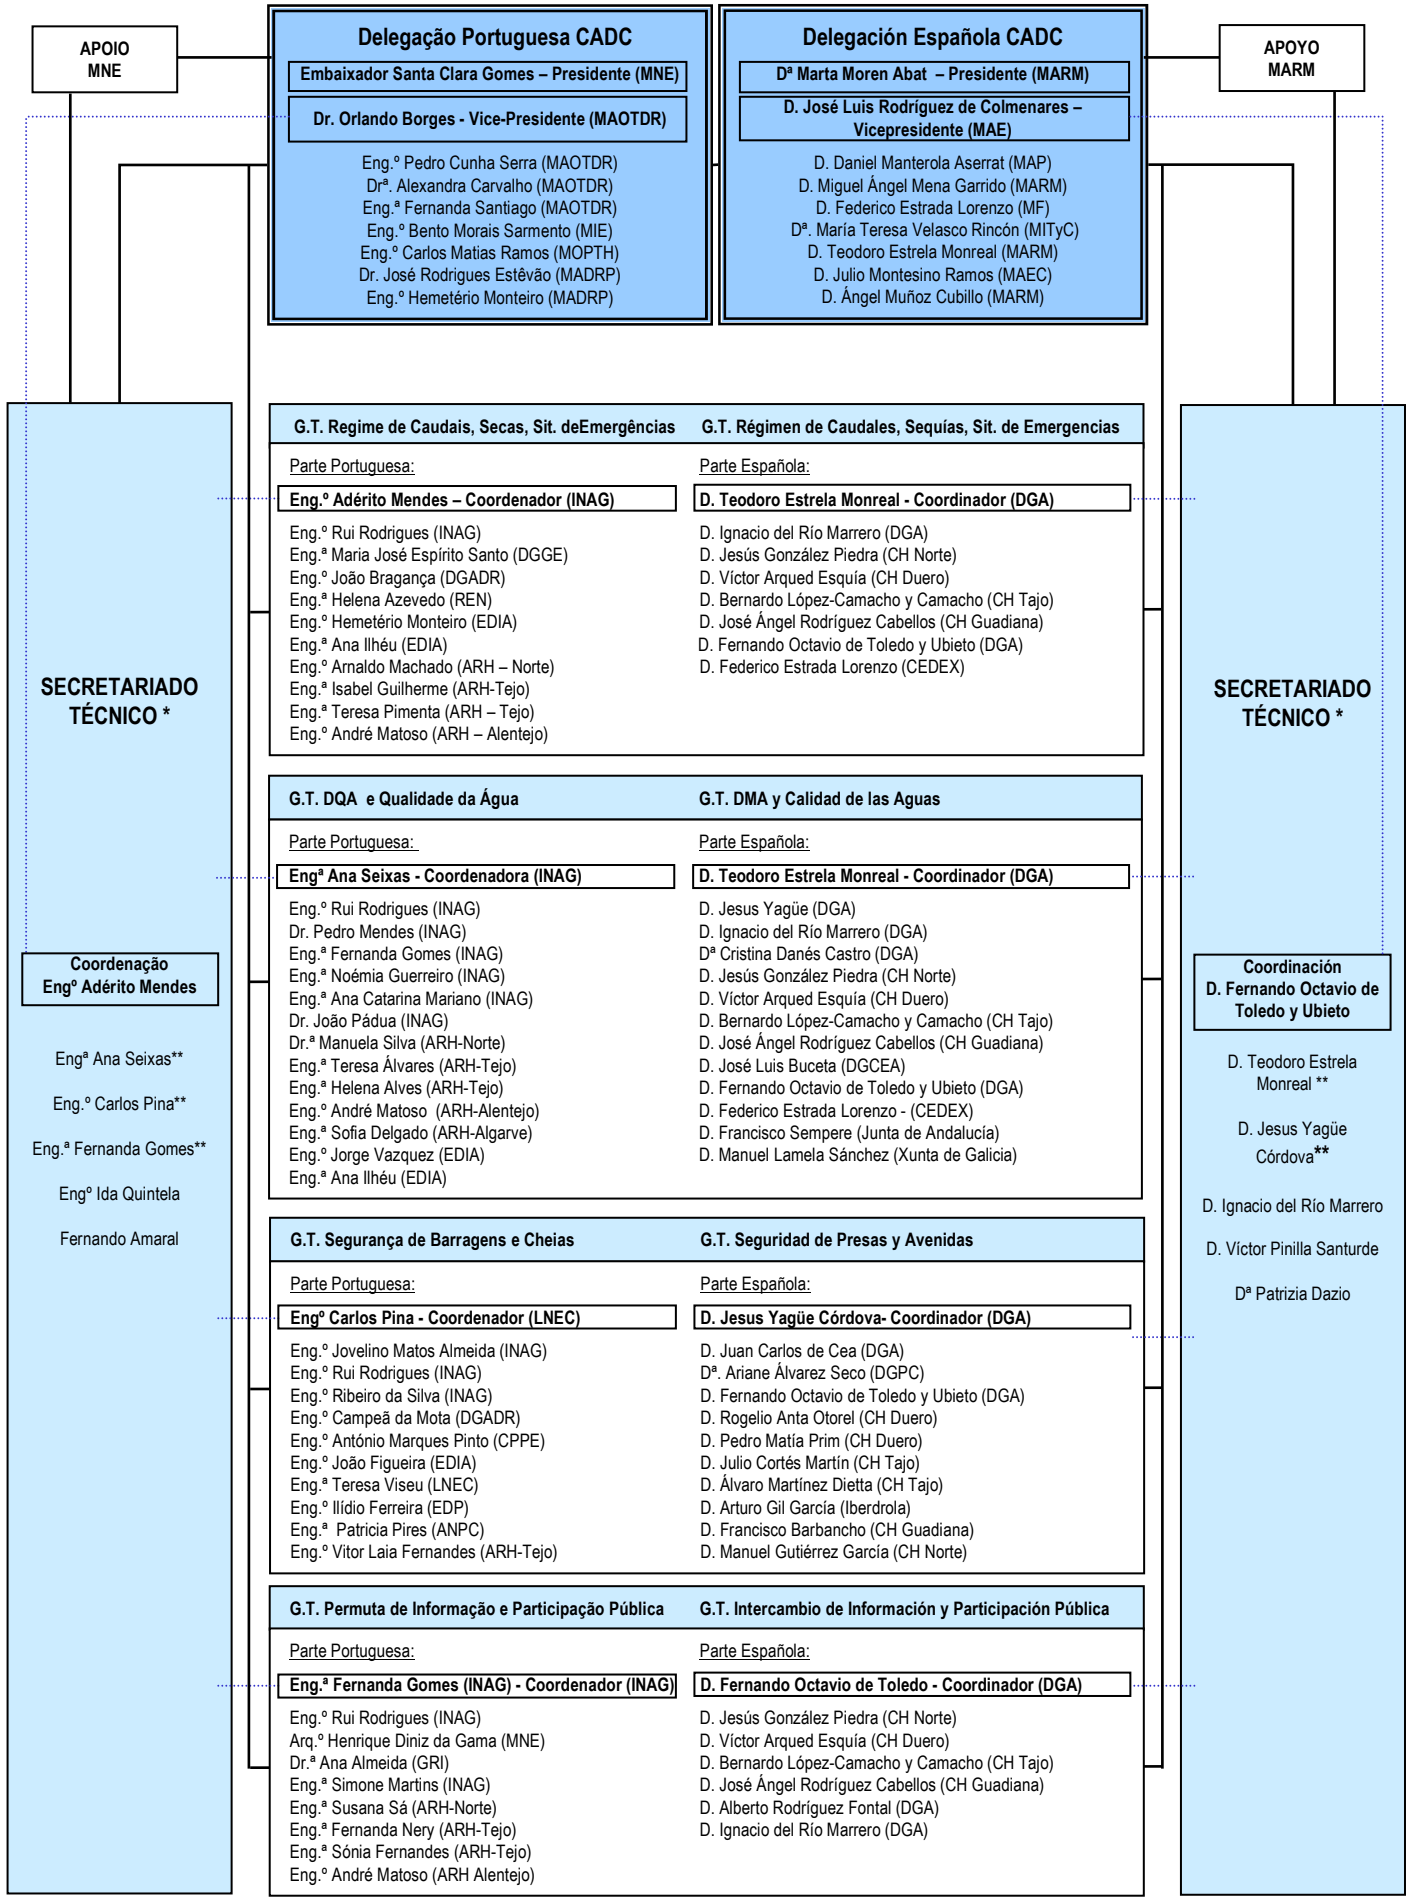 APOIO
MNE
Delegação Portuguesa CADC
Embaixador Santa Clara Gomes – Presidente (MNE)
Dr. Orlando Borges - Vice-Presidente (MAOTDR)
Eng.º Pedro Cunha Serra (MAOTDR)
Drª. Alexandra Carvalho (MAOTDR)
Eng.ª Fernanda Santiago (MAOTDR)
Eng.º Bento Morais Sarmento (MIE)
Eng.º Carlos Matias Ramos (MOPTH)
Dr. José Rodrigues Estêvão (MADRP)
Eng.º Hemetério Monteiro (MADRP)
Delegación Española CADC
Dª Marta Moren Abat – Presidente (MARM)
D. José Luis Rodríguez de Colmenares –
Vicepresidente (MAE)
D. Daniel Manterola Aserrat (MAP)
D. Miguel Ángel Mena Garrido (MARM)
D. Federico Estrada Lorenzo (MF)
Dª. María Teresa Velasco Rincón (MITyC)
D. Teodoro Estrela Monreal (MARM)
D. Julio Montesino Ramos (MAEC)
D. Ángel Muñoz Cubillo (MARM)
APOYO
MARM
SECRETARIADO
TÉCNICO *
Coordenação
Engº Adérito Mendes
Engª Ana Seixas**
Eng.º Carlos Pina**
Eng.ª Fernanda Gomes**
Engº Ida Quintela
Fernando Amaral
G.T. Regime de Caudais, Secas, Sit. deEmergências
Parte Portuguesa:
Eng.º Adérito Mendes – Coordenador (INAG)
Eng.º Rui Rodrigues (INAG)
Eng.ª Maria José Espírito Santo (DGGE)
Eng.º João Bragança (DGADR)
Eng.ª Helena Azevedo (REN)
Eng.º Hemetério Monteiro (EDIA)
Eng.ª Ana Ilhéu (EDIA)
Eng.º Arnaldo Machado (ARH – Norte)
Eng.ª Isabel Guilherme (ARH-Tejo)
Eng.ª Teresa Pimenta (ARH – Tejo)
Eng.º André Matoso (ARH – Alentejo)
G.T. Régimen de Caudales, Sequías, Sit. de Emergencias
Parte Española:
D. Teodoro Estrela Monreal - Coordinador (DGA)
D. Ignacio del Río Marrero (DGA)
D. Jesús González Piedra (CH Norte)
D. Víctor Arqued Esquía (CH Duero)
D. Bernardo López-Camacho y Camacho (CH Tajo)
D. José Ángel Rodríguez Cabellos (CH Guadiana)
D. Fernando Octavio de Toledo y Ubieto (DGA)
D. Federico Estrada Lorenzo (CEDEX)
G.T. DQA e Qualidade da Água
Parte Portuguesa:
Engª Ana Seixas - Coordenadora (INAG)
Eng.º Rui Rodrigues (INAG)
Dr. Pedro Mendes (INAG)
Eng.ª Fernanda Gomes (INAG)
Eng.ª Noémia Guerreiro (INAG)
Eng.ª Ana Catarina Mariano (INAG)
Dr. João Pádua (INAG)
Dr.ª Manuela Silva (ARH-Norte)
Eng.ª Teresa Álvares (ARH-Tejo)
Eng.ª Helena Alves (ARH-Tejo)
Eng.º André Matoso (ARH-Alentejo)
Eng.ª Sofia Delgado (ARH-Algarve)
Eng.º Jorge Vazquez (EDIA)
Eng.ª Ana Ilhéu (EDIA)
G.T. DMA y Calidad de las Aguas
Parte Española:
D. Teodoro Estrela Monreal - Coordinador (DGA)
D. Jesus Yagüe (DGA)
D. Ignacio del Río Marrero (DGA)
Dª Cristina Danés Castro (DGA)
D. Jesús González Piedra (CH Norte)
D. Víctor Arqued Esquía (CH Duero)
D. Bernardo López-Camacho y Camacho (CH Tajo)
D. José Ángel Rodríguez Cabellos (CH Guadiana)
D. José Luis Buceta (DGCEA)
D. Fernando Octavio de Toledo y Ubieto (DGA)
D. Federico Estrada Lorenzo - (CEDEX)
D. Francisco Sempere (Junta de Andalucía)
D. Manuel Lamela Sánchez (Xunta de Galicia)
G.T. Segurança de Barragens e Cheias
Parte Portuguesa:
Engº Carlos Pina - Coordenador (LNEC)
Eng.º Jovelino Matos Almeida (INAG)
Eng.º Rui Rodrigues (INAG)
Eng.º Ribeiro da Silva (INAG)
Eng.º Campeã da Mota (DGADR)
Eng.º António Marques Pinto (CPPE)
Eng.º João Figueira (EDIA)
Eng.ª Teresa Viseu (LNEC)
Eng.º Ilídio Ferreira (EDP)
Eng.ª Patricia Pires (ANPC)
Eng.º Vitor Laia Fernandes (ARH-Tejo)
G.T. Seguridad de Presas y Avenidas
Parte Española:
D. Jesus Yagüe Córdova- Coordinador (DGA)
D. Juan Carlos de Cea (DGA)
Dª. Ariane Álvarez Seco (DGPC)
D. Fernando Octavio de Toledo y Ubieto (DGA)
D. Rogelio Anta Otorel (CH Duero)
D. Pedro Matía Prim (CH Duero)
D. Julio Cortés Martín (CH Tajo)
D. Álvaro Martínez Dietta (CH Tajo)
D. Arturo Gil García (Iberdrola)
D. Francisco Barbancho (CH Guadiana)
D. Manuel Gutiérrez García (CH Norte)
G.T. Permuta de Informação e Participação Pública
Parte Portuguesa:
Eng.ª Fernanda Gomes (INAG) - Coordenador (INAG)
Eng.º Rui Rodrigues (INAG)
Arq.º Henrique Diniz da Gama (MNE)
Dr.ª Ana Almeida (GRI)
Eng.ª Simone Martins (INAG)
Eng.ª Susana Sá (ARH-Norte)
Eng.ª Fernanda Nery (ARH-Tejo)
Eng.ª Sónia Fernandes (ARH-Tejo)
Eng.º André Matoso (ARH Alentejo)
G.T. Intercambio de Información y Participación Pública
Parte Española:
D. Fernando Octavio de Toledo - Coordinador (DGA)
D. Jesús González Piedra (CH Norte)
D. Víctor Arqued Esquía (CH Duero)
D. Bernardo López-Camacho y Camacho (CH Tajo)
D. José Ángel Rodríguez Cabellos (CH Guadiana)
D. Alberto Rodríguez Fontal (DGA)
D. Ignacio del Río Marrero (DGA)
SECRETARIADO
TÉCNICO *
Coordinación
D. Fernando Octavio de
Toledo y Ubieto
D. Teodoro Estrela
Monreal **
D. Jesus Yagüe
Córdova**
D. Ignacio del Río Marrero
D. Víctor Pinilla Santurde
Dª Patrizia Dazio